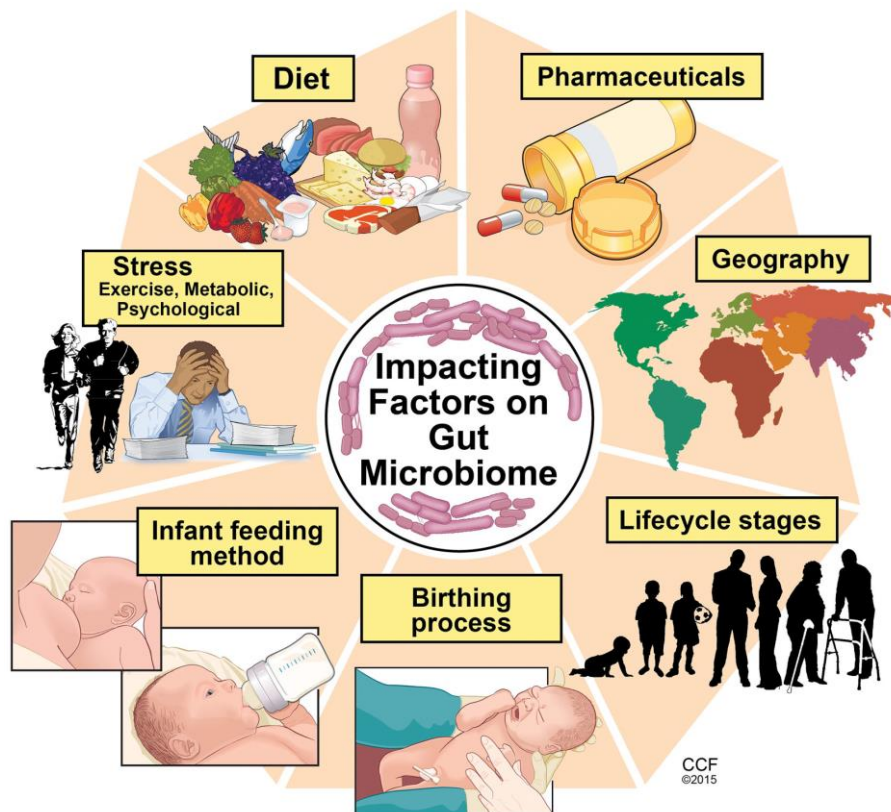 Diet
Pharmaceuticals
Stress
Exercise, Metabolic,
Psychological
Geography
Impacting
Factors on
Gut
Microbiome
Infant feeding
method
Lifecycle stages
Birthing
process
CCF
©2015